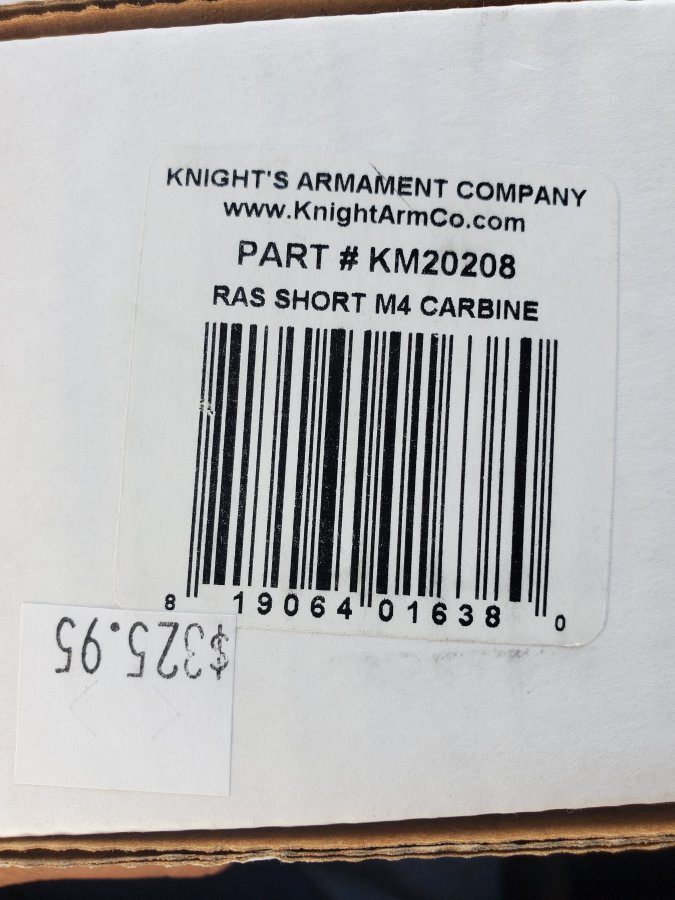 KNIGHT'S ARMAMENT COMPANY
www.KnightArmCo.com
PART # KM20208
RAS SHORT M4 CARBINE
8 19064 01638 0
$325.95